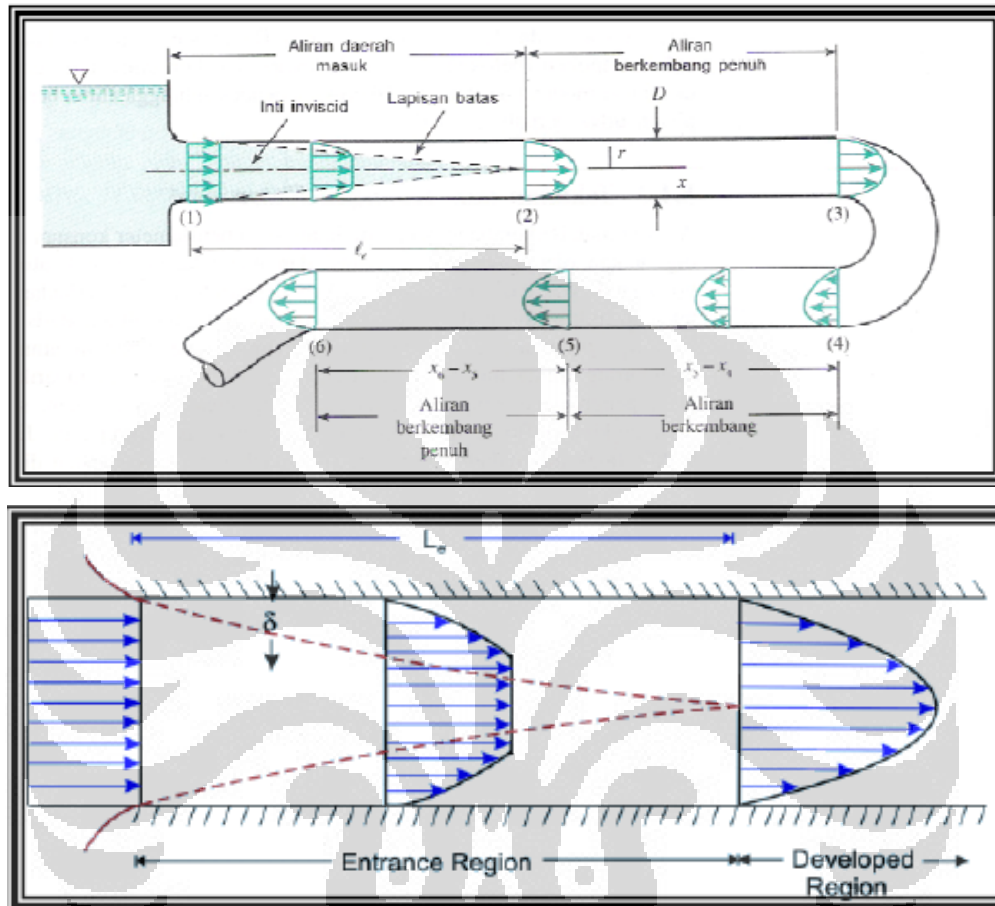 Aliran daerah
masuk
Aliran
berkembang penuh
Inti inviscid
Lapisan batas
D
r
x
(1)
(2)
(3)
ℓe
(6)
(5)
(4)
x6 – x5
x5 – x4
Aliran
berkembang
penuh
Aliran
berkembang
Le
δ
Entrance Region
Developed
Region